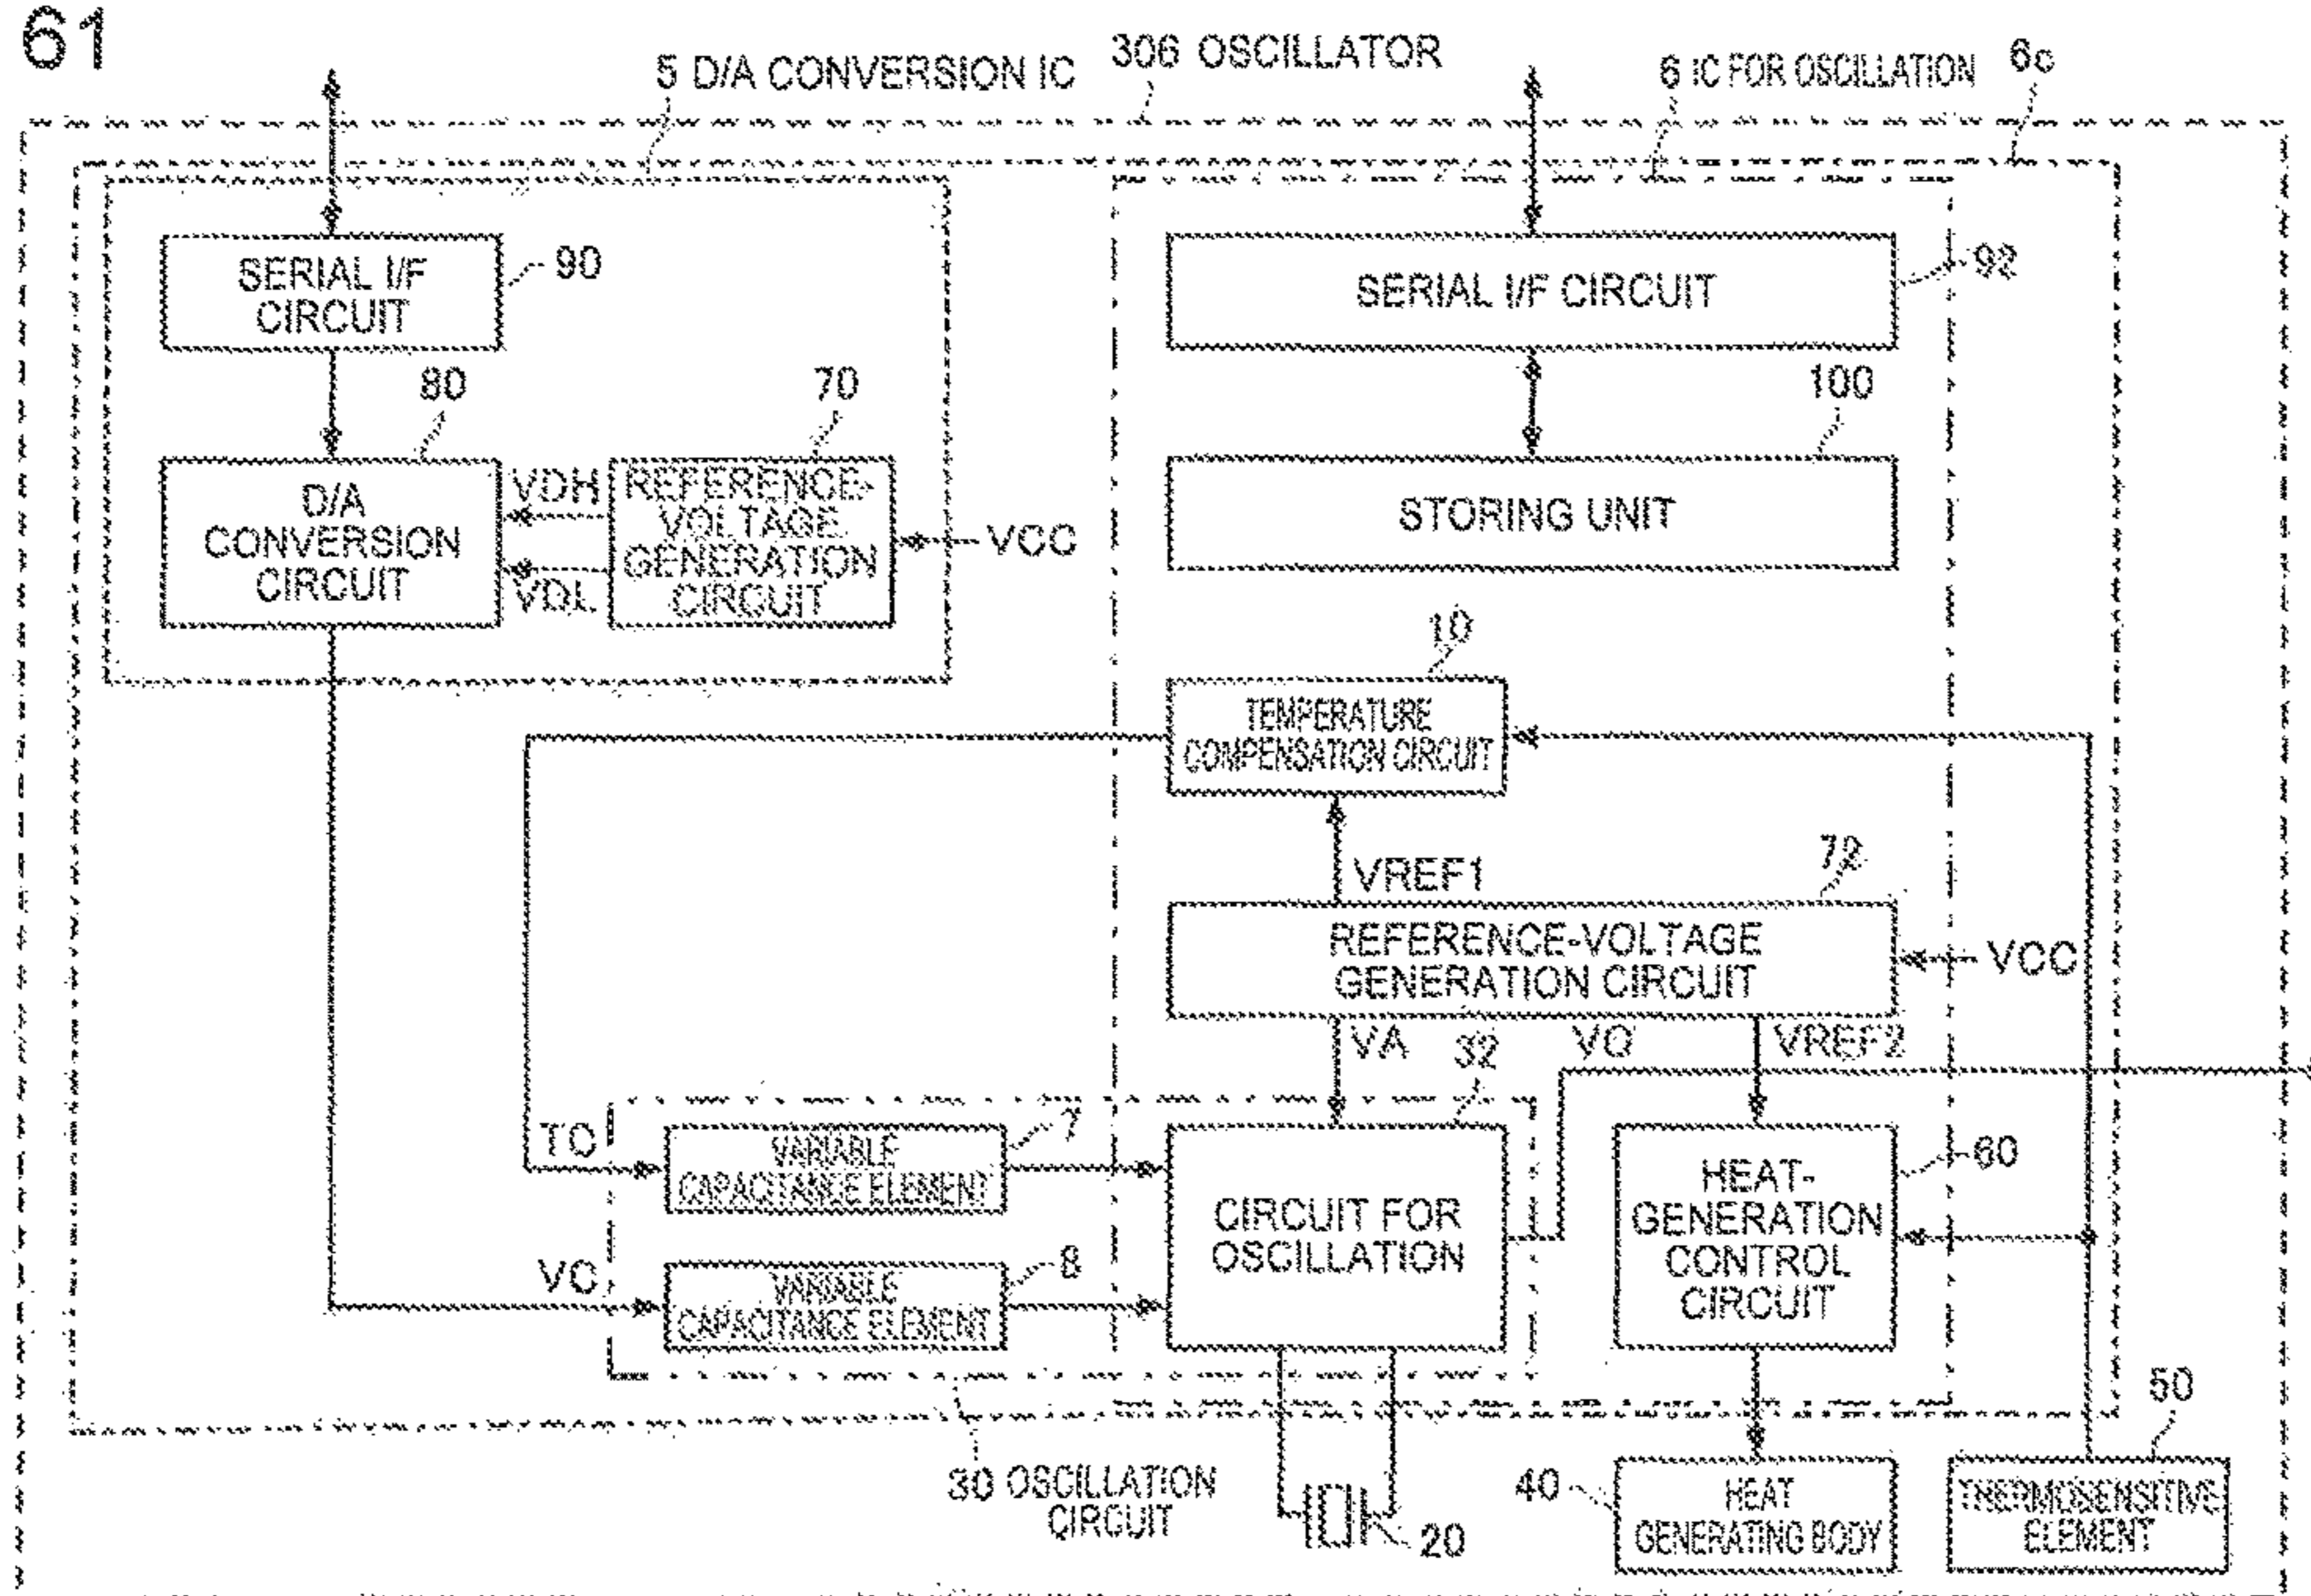 61
5 D/A CONVERSION IC
306 OSCILLATOR
6 IC FOR OSCILLATION
6c
SERIAL I/F
CIRCUIT
90
SERIAL I/F CIRCUIT
92
80
70
100
D/A
CONVERSION
CIRCUIT
VDH
VDL
REFERENCE-
VOLTAGE
GENERATION
CIRCUIT
VCC
STORING UNIT
10
TEMPERATURE
COMPENSATION CIRCUIT
VREF1
72
REFERENCE-VOLTAGE
GENERATION CIRCUIT
VCC
VA
32
VO
VREF2
TC
VARIABLE
CAPACITANCE ELEMENT
7
VC
VARIABLE
CAPACITANCE ELEMENT
8
CIRCUIT FOR
OSCILLATION
HEAT-
GENERATION
CONTROL
CIRCUIT
60
30 OSCILLATION
CIRCUIT
20
40
HEAT
GENERATING BODY
50
THERMOSENSITIVE
ELEMENT